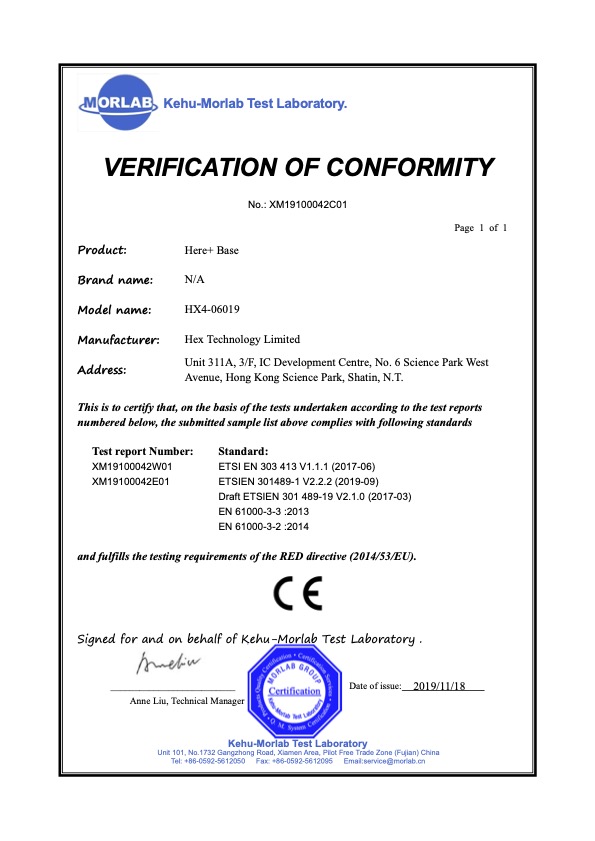 MORLAB Kehu-Morlab Test Laboratory.
VERIFICATION OF CONFORMITY
No.: XM19100042C01
Page 1 of 1
Product: Here+ Base
Brand name: N/A
Model name: HX4-06019
Manufacturer: Hex Technology Limited
Address: Unit 311A, 3/F, IC Development Centre, No. 6 Science Park West
Avenue, Hong Kong Science Park, Shatin, N.T.
This is to certify that, on the basis of the tests undertaken according to the test reports
numbered below, the submitted sample list above complies with following standards
Test report Number: Standard:
XM19100042W01 ETSI EN 303 413 V1.1.1 (2017-06)
XM19100042E01 ETSIEN 301489-1 V2.2.2 (2019-09)
Draft ETSIEN 301 489-19 V2.1.0 (2017-03)
EN 61000-3-3 :2013
EN 61000-3-2 :2014
and fulfills the testing requirements of the RED directive (2014/53/EU).
CE
Signed for and on behalf of Kehu-Morlab Test Laboratory .
MORLAB GROUP
Certification
Kehu-Morlab Test Laboratory
Products Quality Certification • Certification Services • Q. M. System Certification •
Date of issue: 2019/11/18
Anne Liu, Technical Manager
Kehu-Morlab Test Laboratory
Unit 101, No.1732 Gangzhong Road, Xiamen Area, Pilot Free Trade Zone (Fujian) China
Tel: +86-0592-5612050 Fax: +86-0592-5612095 Email:service@morlab.cn